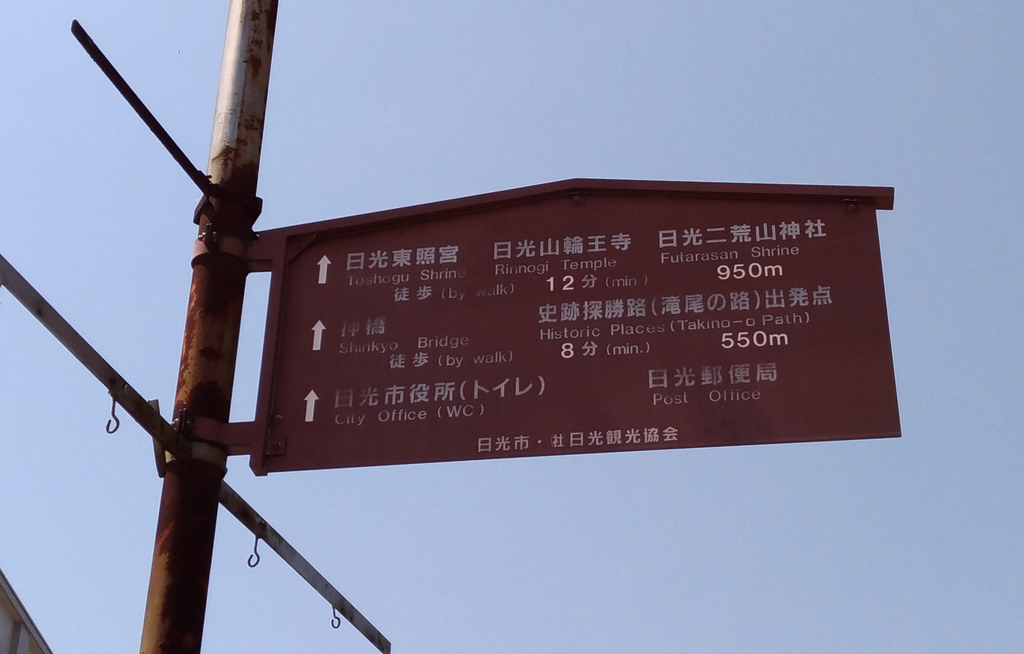 日光東照宮 日光山輪王寺 日光二荒山神社
Toshogu Shrine Rinnogi Temple Futarasan Shrine
徒歩(by walk) 12分(min.) 950m
神橋 史跡探勝路(滝尾の路)出発点
Shinkyo Bridge Historic Places(Takino-o Path)
徒歩(by walk) 8分(min.) 550m
日光市役所(トイレ) 日光郵便局
City Office (WC) Post Office
日光市・社日光観光協会